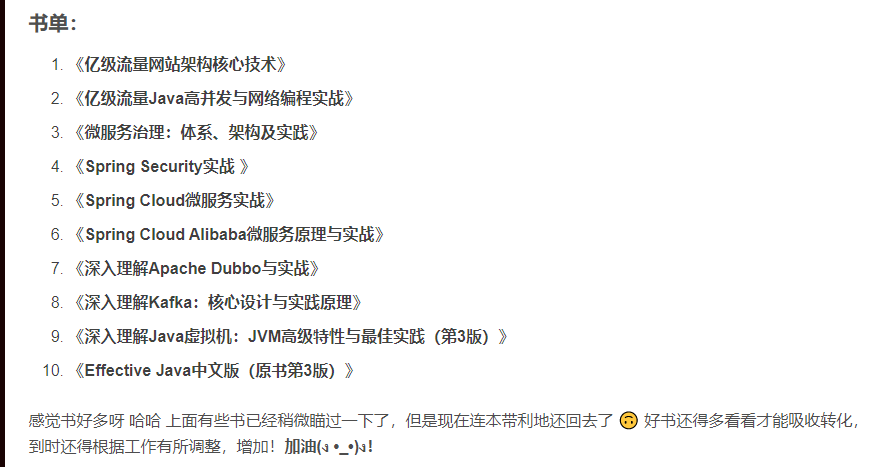 书单：
1. 《亿级流量网站架构核心技术》
2. 《亿级流量Java高并发与网络编程实战》
3. 《微服务治理：体系、架构及实践》
4. 《Spring Security实战 》
5. 《Spring Cloud微服务实战》
6. 《Spring Cloud Alibaba微服务原理与实战》
7. 《深入理解Apache Dubbo与实战》
8. 《深入理解Kafka：核心设计与实践原理》
9. 《深入理解Java虚拟机：JVM高级特性与最佳实践（第3版）》
10. 《Effective Java中文版（原书第3版）》
感觉书好多呀 哈哈 上面有些书已经稍微瞄过一下了，但是现在连本带利地还回去了 🙃 好书还得多看看才能吸收转化，
到时还得根据工作有所调整，增加！加油(ง •_•)ง！